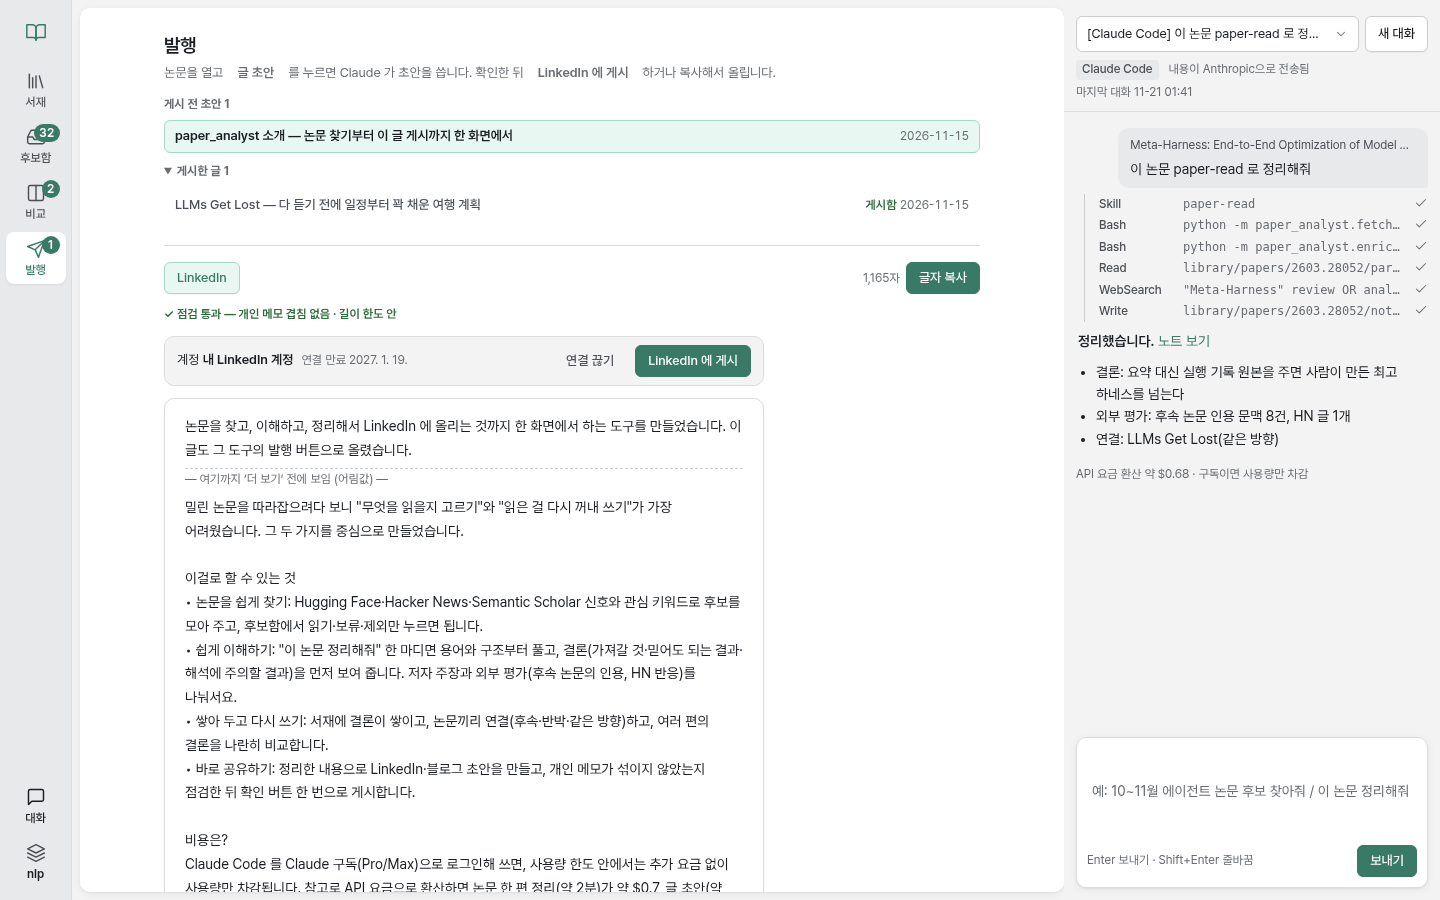 서재
32
후보함
2
비교
1
발행
대화
nlp
발행
논문을 열고 글 초안 를 누르면 Claude 가 초안을 씁니다. 확인한 뒤 LinkedIn 에 게시 하거나 복사해서 올립니다.
게시 전 초안 1
paper_analyst 소개 — 논문 찾기부터 이 글 게시까지 한 화면에서 2026-11-15
▼ 게시한 글 1
LLMs Get Lost — 다 듣기 전에 일정부터 꽉 채운 여행 계획 게시함 2026-11-15
LinkedIn 1,165자 글자 복사
✓ 점검 통과 — 개인 메모 겹침 없음 · 길이 한도 안
계정 내 LinkedIn 계정 연결 만료 2027. 1. 19. 연결 끊기 LinkedIn 에 게시
논문을 찾고, 이해하고, 정리해서 LinkedIn 에 올리는 것까지 한 화면에서 하는 도구를 만들었습니다. 이
글도 그 도구의 발행 버튼으로 올렸습니다.
— 여기까지 '더 보기' 전에 보임 (어림값) —
밀린 논문을 따라잡으려다 보니 "무엇을 읽을지 고르기"와 "읽은 걸 다시 꺼내 쓰기"가 가장
어려웠습니다. 그 두 가지를 중심으로 만들었습니다.
이걸로 할 수 있는 것
• 논문을 쉽게 찾기: Hugging Face·Hacker News·Semantic Scholar 신호와 관심 키워드로 후보를
모아 주고, 후보함에서 읽기·보류·제외만 누르면 됩니다.
• 쉽게 이해하기: "이 논문 정리해줘" 한 마디면 용어와 구조부터 풀고, 결론(가져갈 것·믿어도 되는 결과·
해석에 주의할 결과)을 먼저 보여 줍니다. 저자 주장과 외부 평가(후속 논문의 인용, HN 반응)를
나눠서요.
• 쌓아 두고 다시 쓰기: 서재에 결론이 쌓이고, 논문끼리 연결(후속·반박·같은 방향)하고, 여러 편의
결론을 나란히 비교합니다.
• 바로 공유하기: 정리한 내용으로 LinkedIn·블로그 초안을 만들고, 개인 메모가 섞이지 않았는지
점검한 뒤 확인 버튼 한 번으로 게시합니다.
비용은?
Claude Code 를 Claude 구독(Pro/Max)으로 로그인해 쓰면, 사용량 한도 안에서는 추가 요금 없이
사용량만 차감됩니다. 참고로 API 요금으로 환산하면 논문 한 편 정리(약 2분)가 약 $0.7, 글 초안(약
[Claude Code] 이 논문 paper-read 로 정... 새 대화
Claude Code 내용이 Anthropic으로 전송됨
마지막 대화 11-21 01:41
Meta-Harness: End-to-End Optimization of Model ...
이 논문 paper-read 로 정리해줘
Skill paper-read ✓
Bash python -m paper_analyst.fetch… ✓
Bash python -m paper_analyst.enric… ✓
Read library/papers/2603.28052/par… ✓
WebSearch "Meta-Harness" review OR anal… ✓
Write library/papers/2603.28052/not… ✓
정리했습니다. 노트 보기
• 결론: 요약 대신 실행 기록 원본을 주면 사람이 만든 최고
하네스를 넘는다
• 외부 평가: 후속 논문 인용 문맥 8건, HN 글 1개
• 연결: LLMs Get Lost(같은 방향)
API 요금 환산 약 $0.68 · 구독이면 사용량만 차감
예: 10~11월 에이전트 논문 후보 찾아줘 / 이 논문 정리해줘
Enter 보내기 · Shift+Enter 줄바꿈 보내기